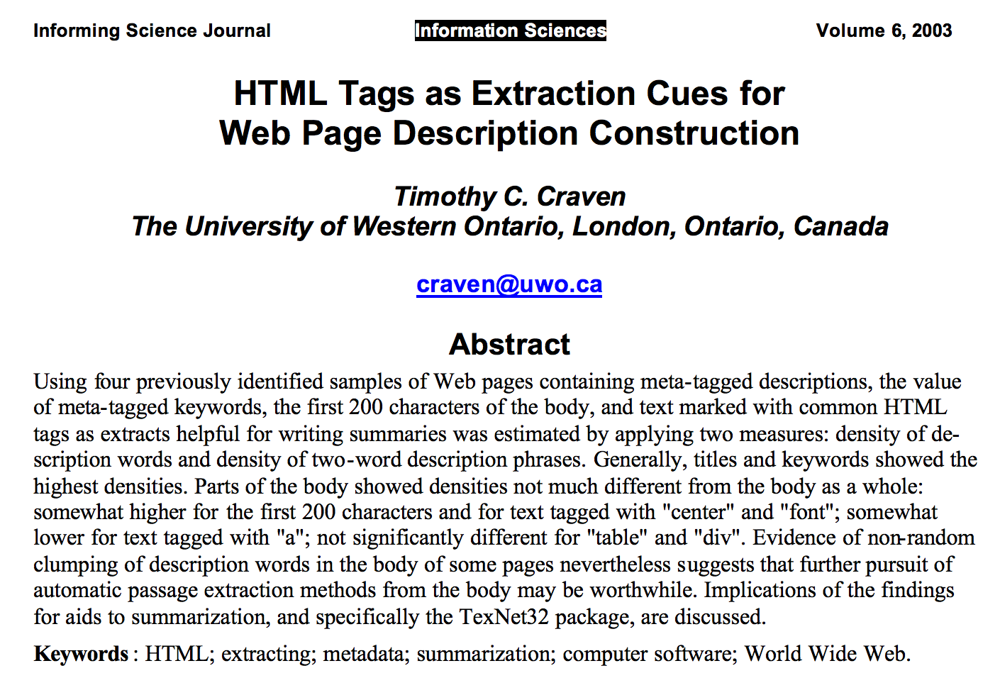 Informing Science Journal Information Sciences Volume 6, 2003
HTML Tags as Extraction Cues for
Web Page Description Construction
Timothy C. Craven
The University of Western Ontario, London, Ontario, Canada
craven@uwo.ca
Abstract
Using four previously identified samples of Web pages containing meta-tagged descriptions, the value
of meta-tagged keywords, the first 200 characters of the body, and text marked with common HTML
tags as extracts helpful for writing summaries was estimated by applying two measures: density of de-
scription words and density of two-word description phrases. Generally, titles and keywords showed the
highest densities. Parts of the body showed densities not much different from the body as a whole:
somewhat higher for the first 200 characters and for text tagged with "center" and "font"; somewhat
lower for text tagged with "a"; not significantly different for "table" and "div". Evidence of non-random
clumping of description words in the body of some pages nevertheless suggests that further pursuit of
automatic passage extraction methods from the body may be worthwhile. Implications of the findings
for aids to summarization, and specifically the TexNet32 package, are discussed.
Keywords : HTML; extracting; metadata; summarization; computer software; World Wide Web.